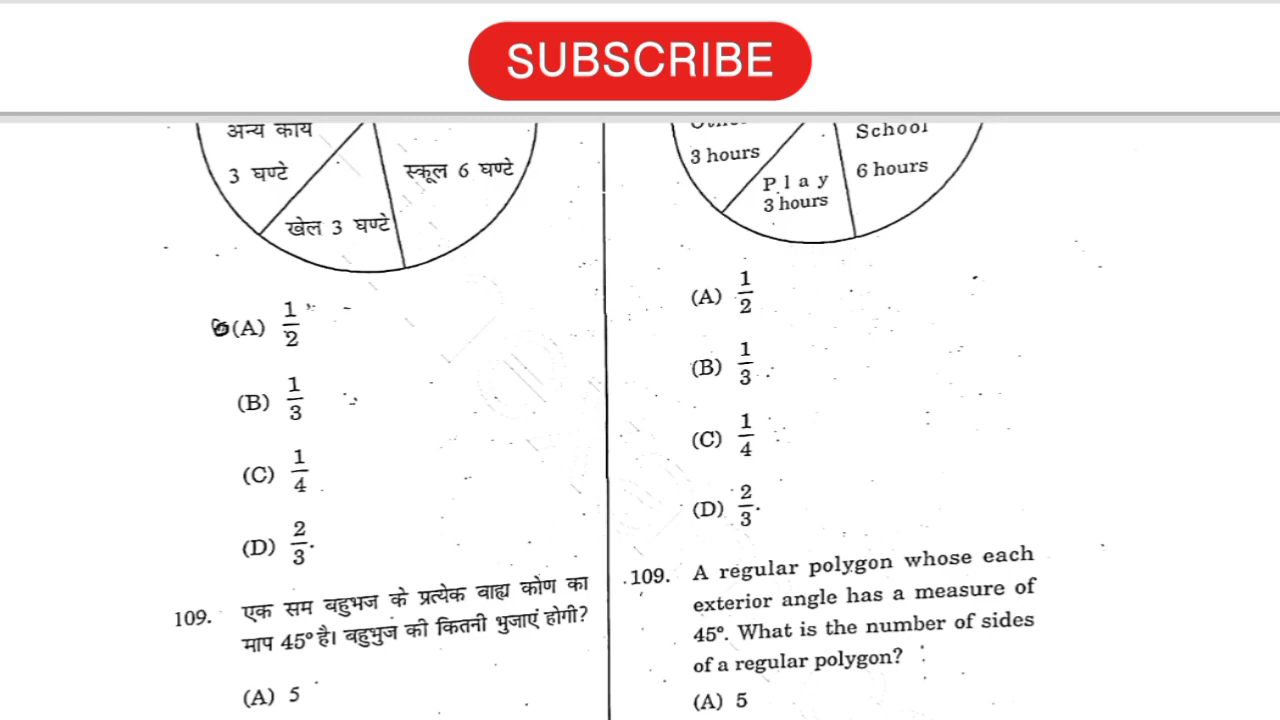 SUBSCRIBE
अन्य कार्य
3 घण्टे
स्कूल 6 घण्टे
खेल 3 घण्टे
(A) 1/2
(B) 1/3
(C) 1/4
(D) 2/3.
109. एक सम बहुभज के प्रत्येक वाह्य कोण का
माप 45° है। बहुभुज की कितनी भुजाएं होगी?
(A) 5
School
3 hours
6 hours
Play
3 hours
(A) 1/2
(B) 1/3
(C) 1/4
(D) 2/3.
109. A regular polygon whose each
exterior angle has a measure of
45°. What is the number of sides
of a regular polygon?
(A) 5